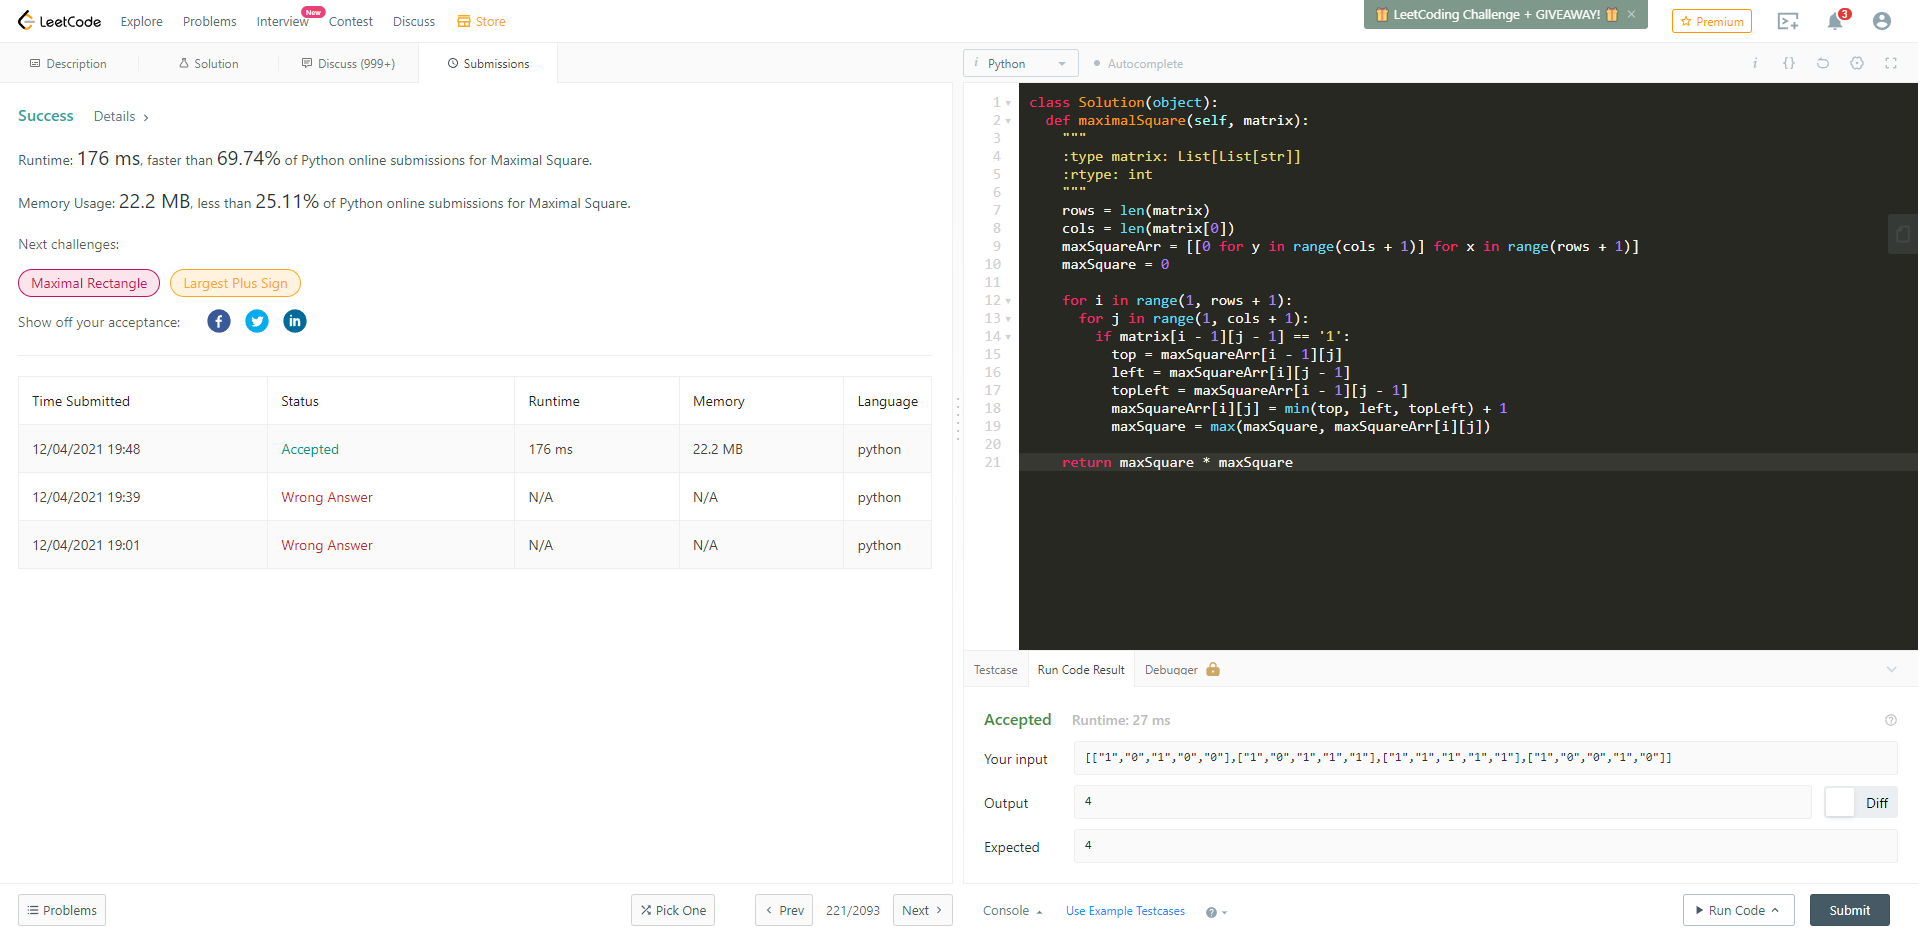 LeetCode Explore Problems Interview New Contest Discuss Store LeetCoding Challenge + GIVEAWAY! × Premium 3
Description Solution Discuss (999+) Submissions
i Python Autocomplete i {}
Success Details >
Runtime: 176 ms, faster than 69.74% of Python online submissions for Maximal Square.
Memory Usage: 22.2 MB, less than 25.11% of Python online submissions for Maximal Square.
Next challenges:
Maximal Rectangle Largest Plus Sign
Show off your acceptance: f in
Time Submitted Status Runtime Memory Language
12/04/2021 19:48 Accepted 176 ms 22.2 MB python
12/04/2021 19:39 Wrong Answer N/A N/A python
12/04/2021 19:01 Wrong Answer N/A N/A python
1 class Solution(object):
2 def maximalSquare(self, matrix):
3 """
4 :type matrix: List[List[str]]
5 :rtype: int
6 """
7 rows = len(matrix)
8 cols = len(matrix[0])
9 maxSquareArr = [[0 for y in range(cols + 1)] for x in range(rows + 1)]
10 maxSquare = 0
11
12 for i in range(1, rows + 1):
13 for j in range(1, cols + 1):
14 if matrix[i - 1][j - 1] == '1':
15 top = maxSquareArr[i - 1][j]
16 left = maxSquareArr[i][j - 1]
17 topLeft = maxSquareArr[i - 1][j - 1]
18 maxSquareArr[i][j] = min(top, left, topLeft) + 1
19 maxSquare = max(maxSquare, maxSquareArr[i][j])
20
21 return maxSquare * maxSquare
Testcase Run Code Result Debugger
Accepted Runtime: 27 ms ?
Your input [["1","0","1","0","0"],["1","0","1","1","1"],["1","1","1","1","1"],["1","0","0","1","0"]]
Output 4 Diff
Expected 4
Problems Pick One < Prev 221/2093 Next > Console Use Example Testcases ? Run Code Submit